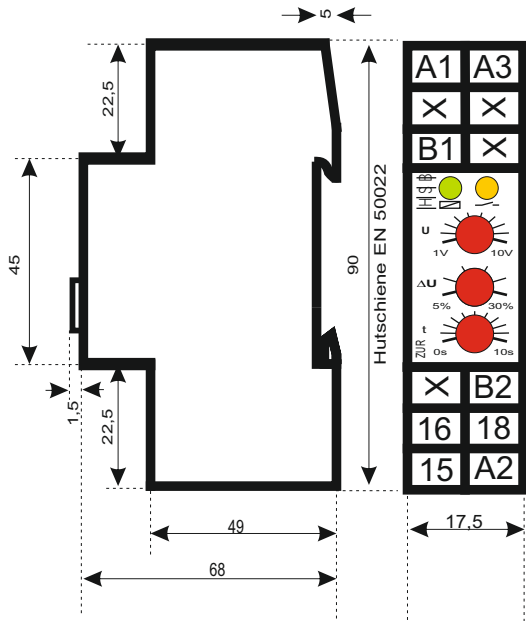 5
22,5
45
1,5
22,5
90
Hutschiene EN 50022
49
68
A1 A3
X X
B1 X
HSB
U
1V 10V
ΔU
5% 30%
t
ZUR
0s 10s
X B2
16 18
15 A2
17,5